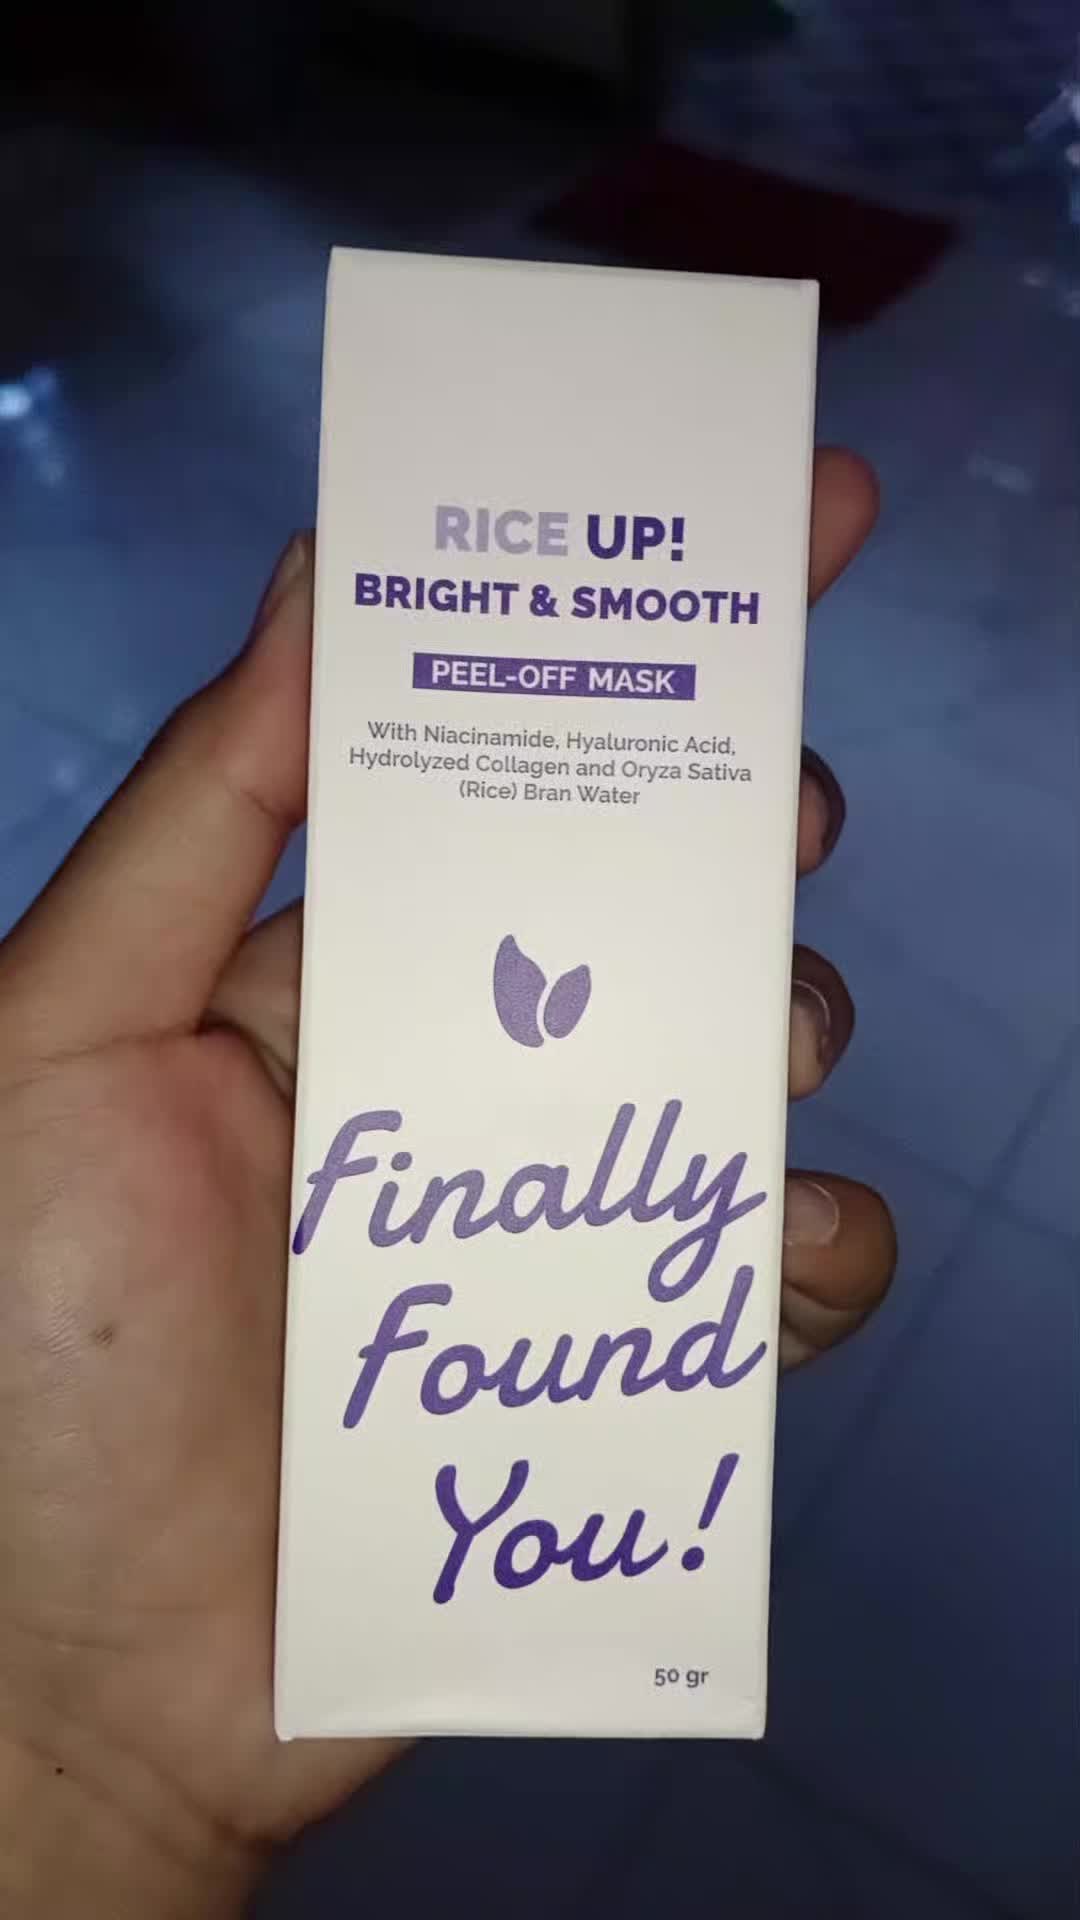 RICE UP!
BRIGHT & SMOOTH
PEEL-OFF MASK
With Niacinamide, Hyaluronic Acid,
Hydrolyzed Collagen and Oryza Sativa
(Rice) Bran Water
Finally
Found
You!
50 gr